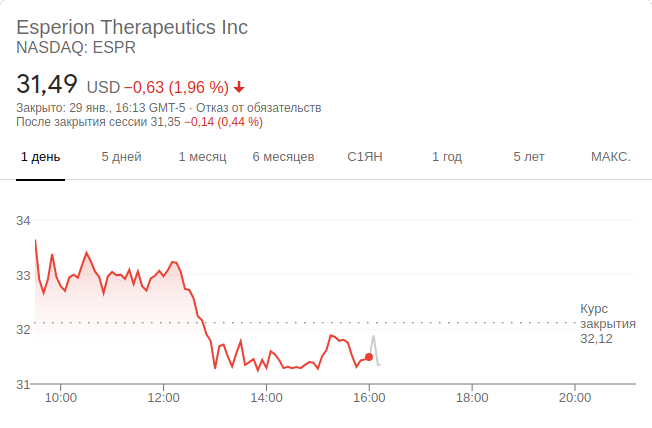 Esperion Therapeutics Inc
NASDAQ: ESPR
31,49 USD −0,63 (1,96 %)
Закрыто: 29 янв., 16:13 GMT-5 · Отказ от обязательств
После закрытия сессии 31,35 −0,14 (0,44 %)
1 день 5 дней 1 месяц 6 месяцев С1ЯН 1 год 5 лет МАКС.
34
33
Курс
закрытия
32,12
32
31
10:00 12:00 14:00 16:00 18:00 20:00